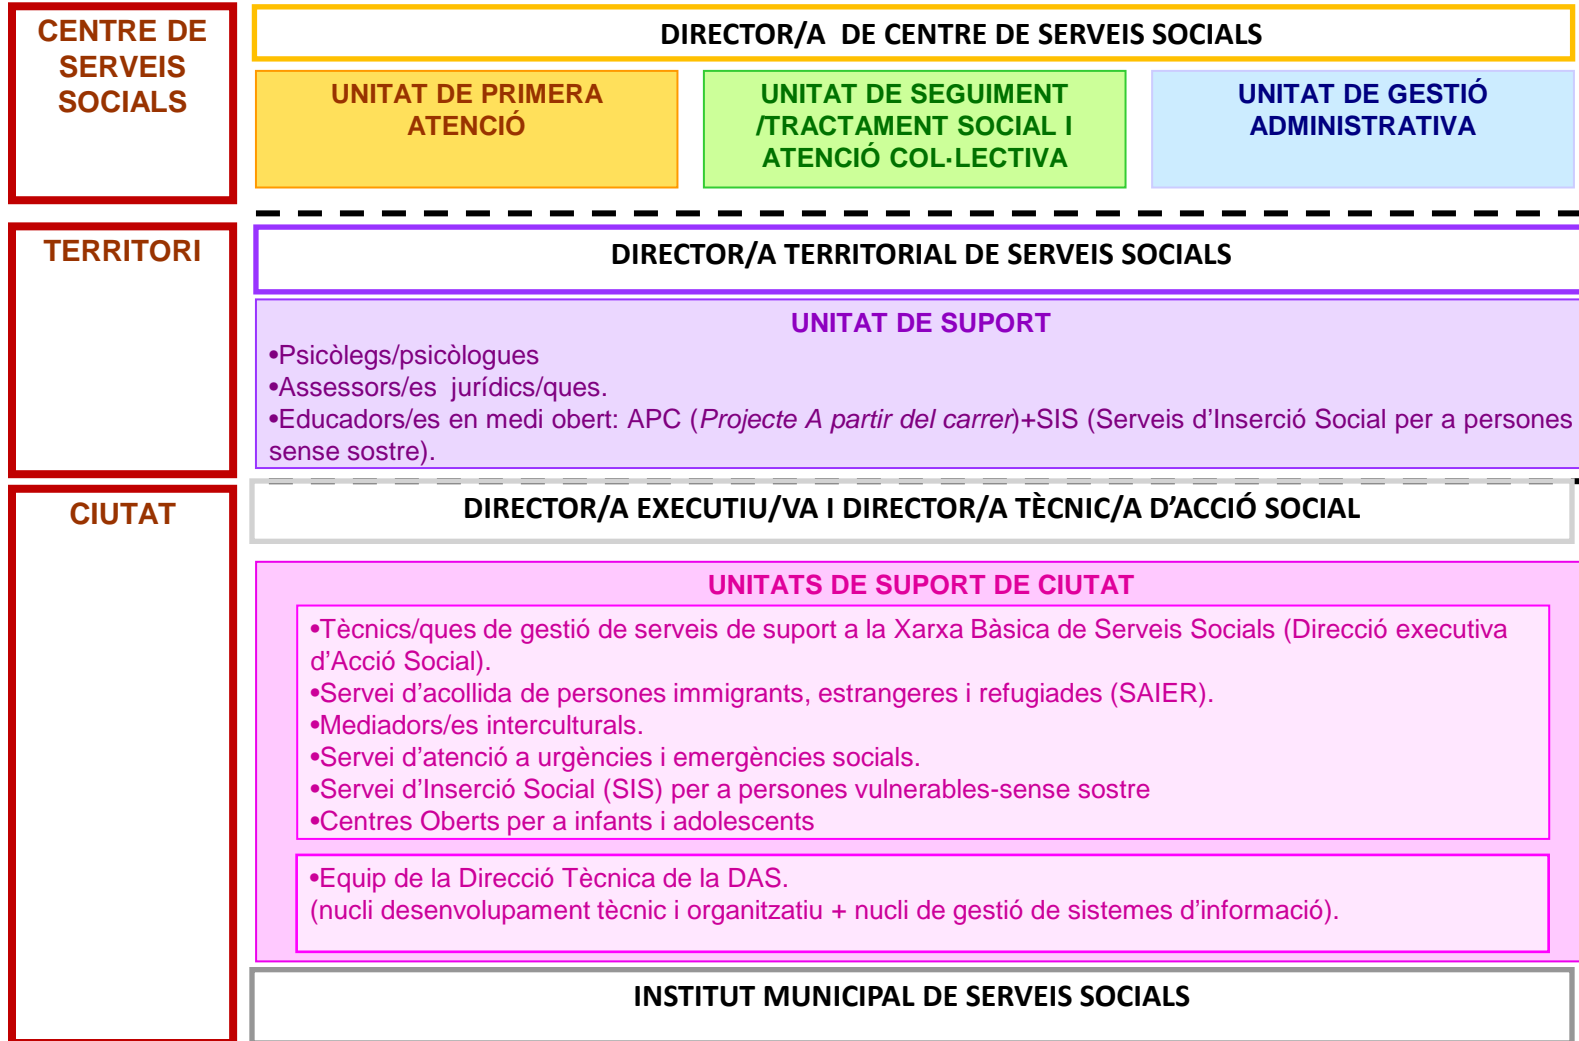 CENTRE DE
SERVEIS
SOCIALS
DIRECTOR/A  DE CENTRE DE SERVEIS SOCIALS
UNITAT DE PRIMERA
ATENCIÓ
UNITAT DE SEGUIMENT
/TRACTAMENT SOCIAL I
ATENCIÓ COL·LECTIVA
UNITAT DE GESTIÓ
ADMINISTRATIVA
TERRITORI
DIRECTOR/A TERRITORIAL DE SERVEIS SOCIALS
UNITAT DE SUPORT
•Psicòlegs/psicòlogues
•Assessors/es  jurídics/ques.
•Educadors/es en medi obert: APC (Projecte A partir del carrer)+SIS (Serveis d’Inserció Social per a persones
sense sostre).
CIUTAT
DIRECTOR/A EXECUTIU/VA I DIRECTOR/A TÈCNIC/A D’ACCIÓ SOCIAL
UNITATS DE SUPORT DE CIUTAT
•Tècnics/ques de gestió de serveis de suport a la Xarxa Bàsica de Serveis Socials (Direcció executiva
d’Acció Social).
•Servei d’acollida de persones immigrants, estrangeres i refugiades (SAIER).
•Mediadors/es interculturals.
•Servei d’atenció a urgències i emergències socials.
•Servei d’Inserció Social (SIS) per a persones vulnerables-sense sostre
•Centres Oberts per a infants i adolescents
•Equip de la Direcció Tècnica de la DAS.
(nucli desenvolupament tècnic i organitzatiu + nucli de gestió de sistemes d’informació).
INSTITUT MUNICIPAL DE SERVEIS SOCIALS